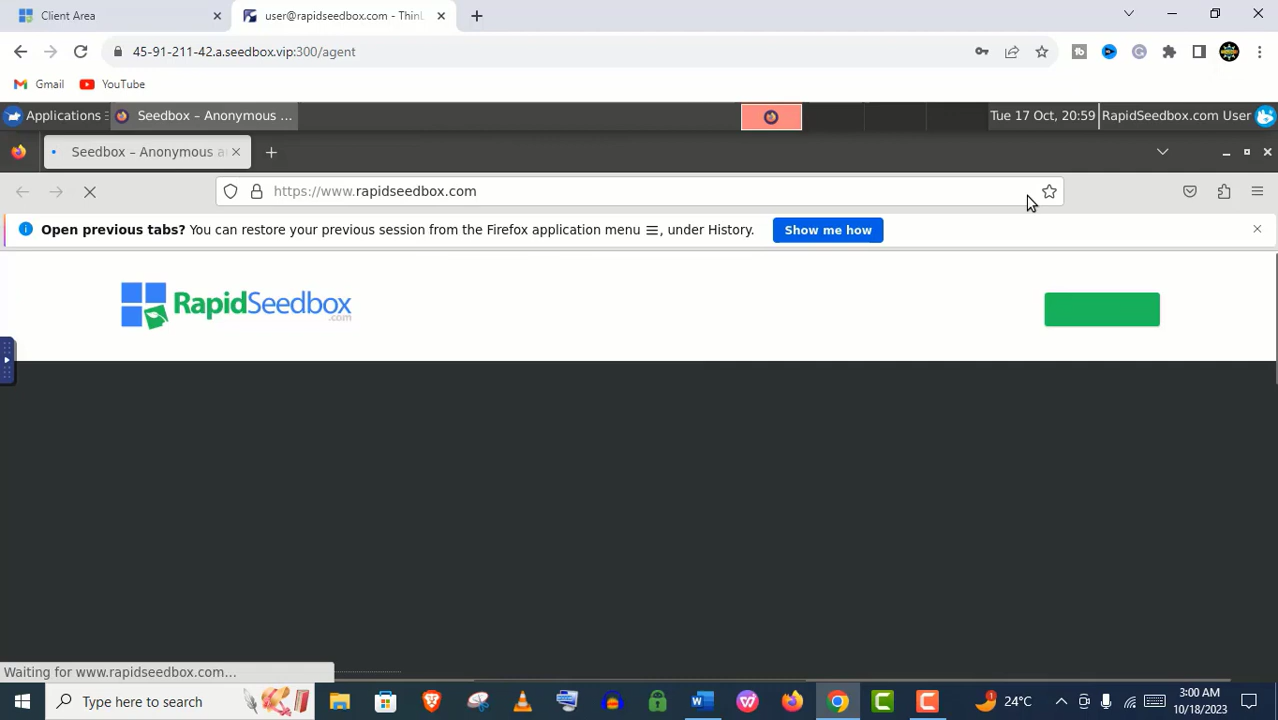 Client Area
user@rapidseedbox.com - Thinl
45-91-211-42.a.seedbox.vip:300/agent
Gmail YouTube
Applications Seedbox – Anonymous ... Tue 17 Oct, 20:59 RapidSeedbox.com User
Seedbox – Anonymous a
https://www.rapidseedbox.com
Open previous tabs? You can restore your previous session from the Firefox application menu ☰, under History. Show me how
RapidSeedbox
.com
Waiting for www.rapidseedbox.com...
Type here to search
24°C
3:00 AM
10/18/2023